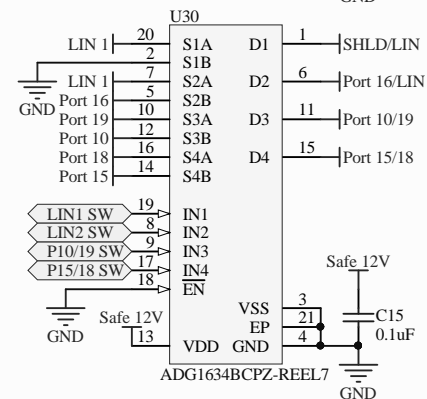 GND
U30
LIN 1 20 S1A D1 1 SHLD/LIN
2 S1B
LIN 1 7 S2A D2 6 Port 16/LIN
Port 16 5 S2B
GND
Port 19 10 S3A D3 11 Port 10/19
Port 10 12 S3B
Port 18 16 S4A D4 15 Port 15/18
Port 15 14 S4B
LIN1 SW 19 IN1
LIN2 SW 8 IN2
P10/19 SW 9 IN3
P15/18 SW 17 IN4
18 EN
Safe 12V
GND
Safe 12V
VSS 3
C15
EP 21
0.1uF
13 VDD GND 4
ADG1634BCPZ-REEL7
GND